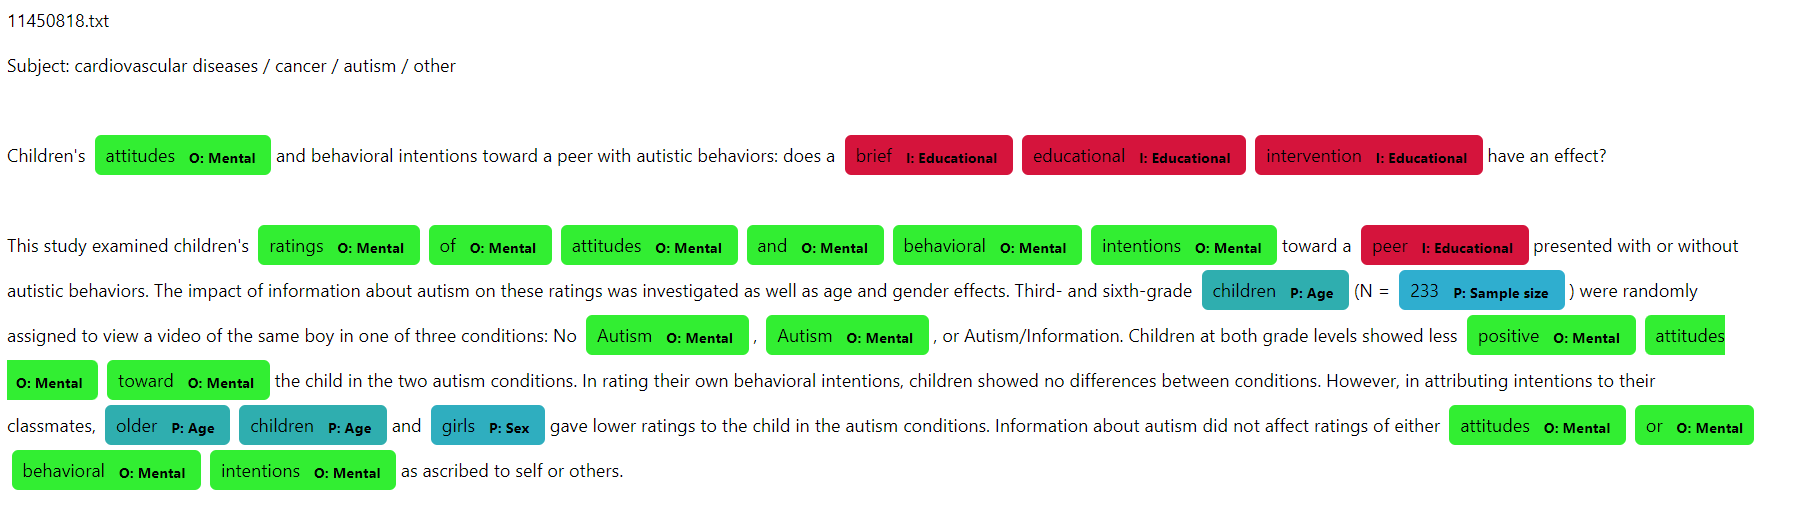 11450818.txt
Subject: cardiovascular diseases / cancer / autism / other
Children's attitudes O: Mental and behavioral intentions toward a peer with autistic behaviors: does a brief I: Educational educational I: Educational intervention I: Educational have an effect?
This study examined children's ratings O: Mental of O: Mental attitudes O: Mental and O: Mental behavioral O: Mental intentions O: Mental toward a peer I: Educational presented with or without
autistic behaviors. The impact of information about autism on these ratings was investigated as well as age and gender effects. Third- and sixth-grade children P: Age (N = 233 P: Sample size ) were randomly
assigned to view a video of the same boy in one of three conditions: No Autism O: Mental , Autism O: Mental , or Autism/Information. Children at both grade levels showed less positive O: Mental attitudes
O: Mental toward O: Mental the child in the two autism conditions. In rating their own behavioral intentions, children showed no differences between conditions. However, in attributing intentions to their
classmates, older P: Age children P: Age and girls P: Sex gave lower ratings to the child in the autism conditions. Information about autism did not affect ratings of either attitudes O: Mental or O: Mental
behavioral O: Mental intentions O: Mental as ascribed to self or others.